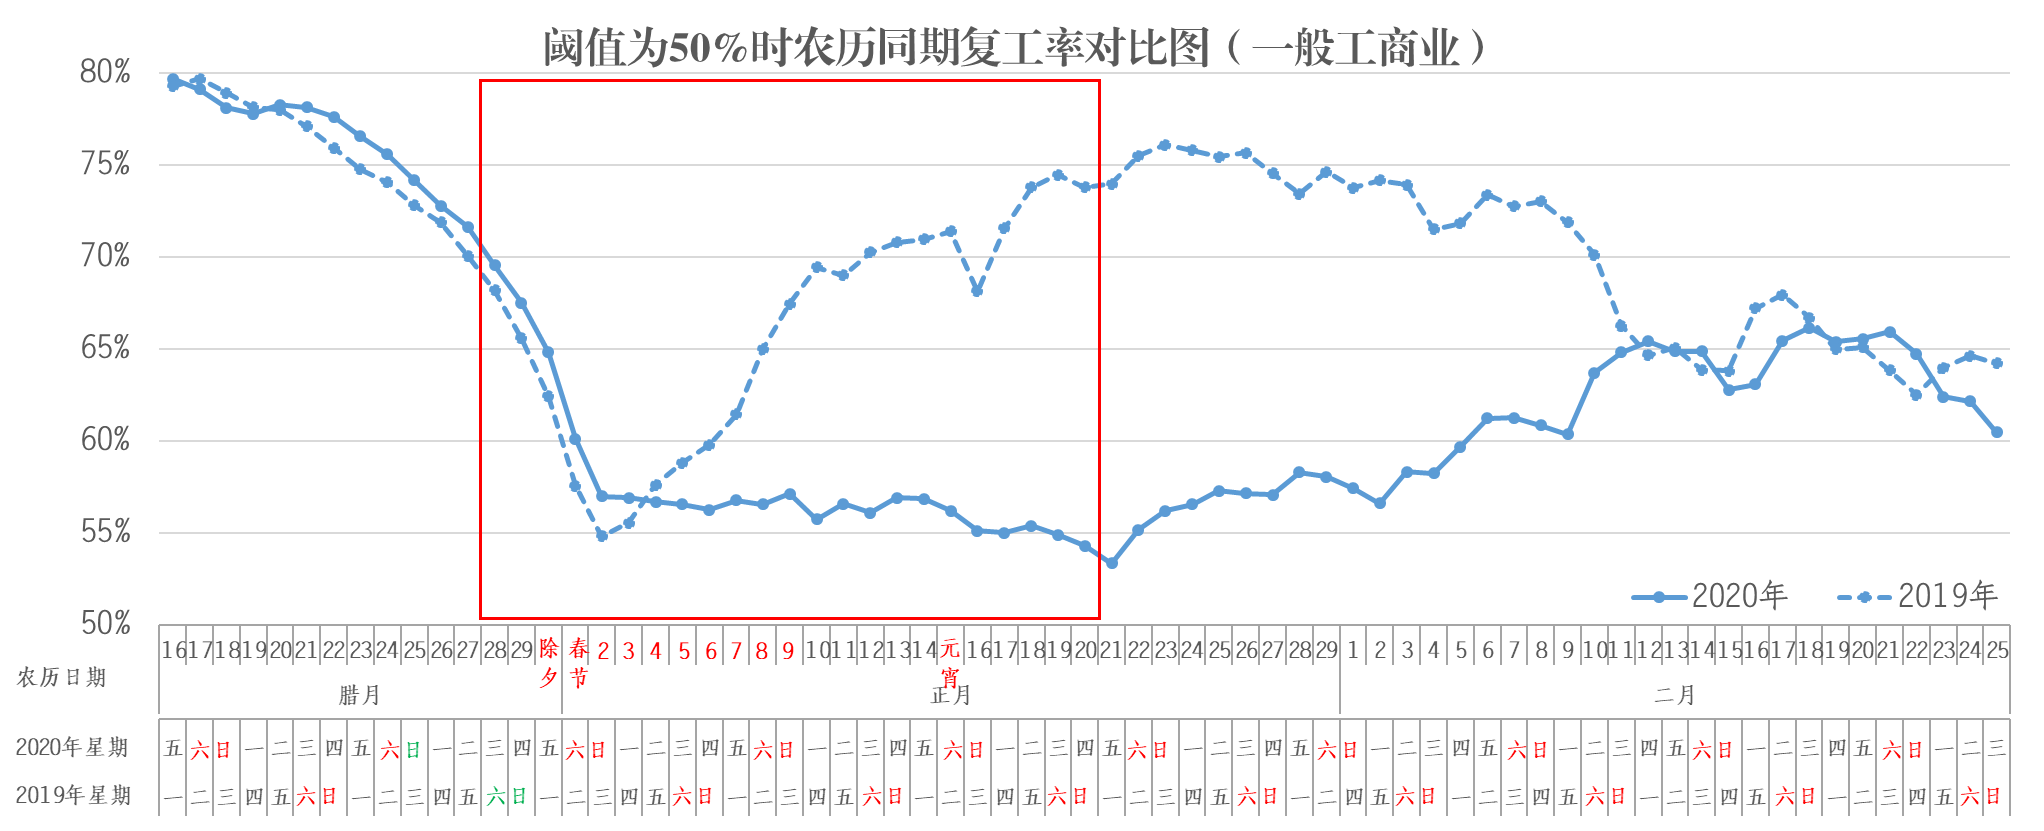 阈值为50%时农历同期复工率对比图（一般工商业）
80%
75%
70%
65%
60%
55%
50%
2020年 2019年
农历日期
16 17 18 19 20 21 22 23 24 25 26 27 28 29 除夕 春节 2 3 4 5 6 7 8 9 10 11 12 13 14 元宵 16 17 18 19 20 21 22 23 24 25 26 27 28 29 1 2 3 4 5 6 7 8 9 10 11 12 13 14 15 16 17 18 19 20 21 22 23 24 25
腊月 正月 二月
2020年星期 五 六 日 一 二 三 四 五 六 日 一 二 三 四 五 六 日 一 二 三 四 五 六 日 一 二 三 四 五 六 日 一 二 三 四 五 六 日 一 二 三 四 五 六 日 一 二 三 四 五 六 日 一 二 三 四 五 六 日 一 二 三 四 五 六 日 一 二 三
2019年星期 一 二 三 四 五 六 日 一 二 三 四 五 六 日 一 二 三 四 五 六 日 一 二 三 四 五 六 日 一 二 三 四 五 六 日 一 二 三 四 五 六 日 一 二 四 五 六 日 一 二 三 四 五 六 日 一 二 三 四 五 六 日 一 二 三 四 五 六 日